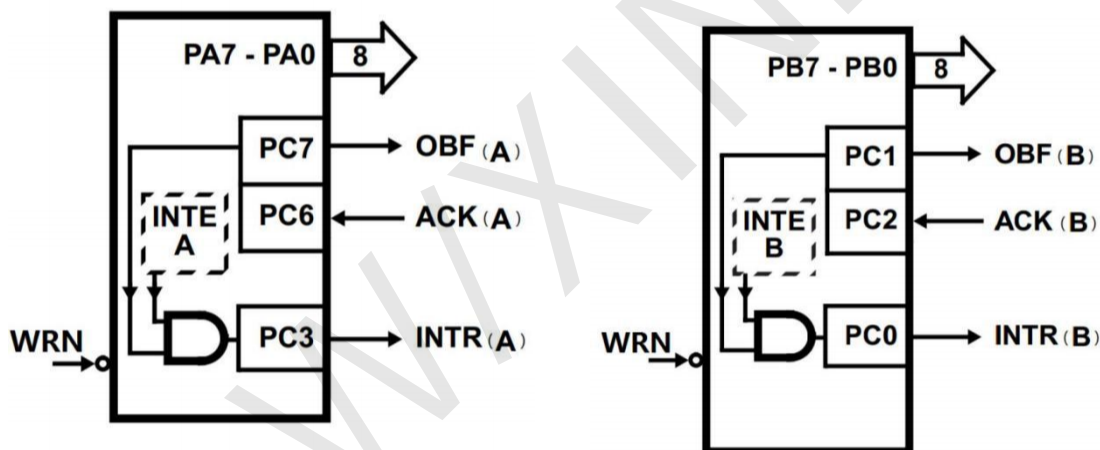 PA7 - PA0
8
PC7
OBF (A)
INTE
A
PC6
ACK (A)
WRN
PC3
INTR (A)
PB7 - PB0
8
PC1
OBF (B)
INTE
B
PC2
ACK (B)
WRN
PC0
INTR (B)